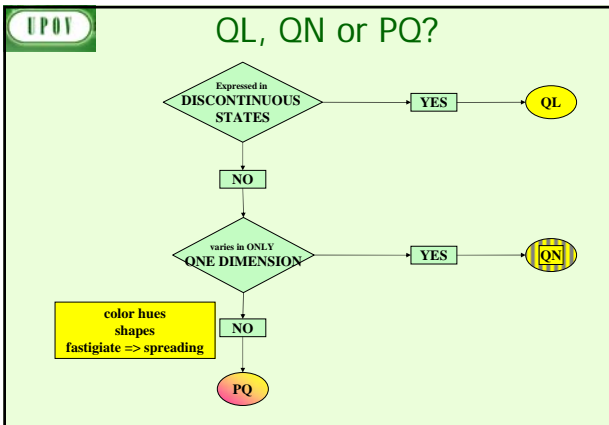 UPOV
QL, QN or PQ?
Expressed in
DISCONTINUOUS
STATES
YES
QL
NO
varies in ONLY
ONE DIMENSION
YES
QN
color hues
shapes
fastigiate => spreading
NO
PQ